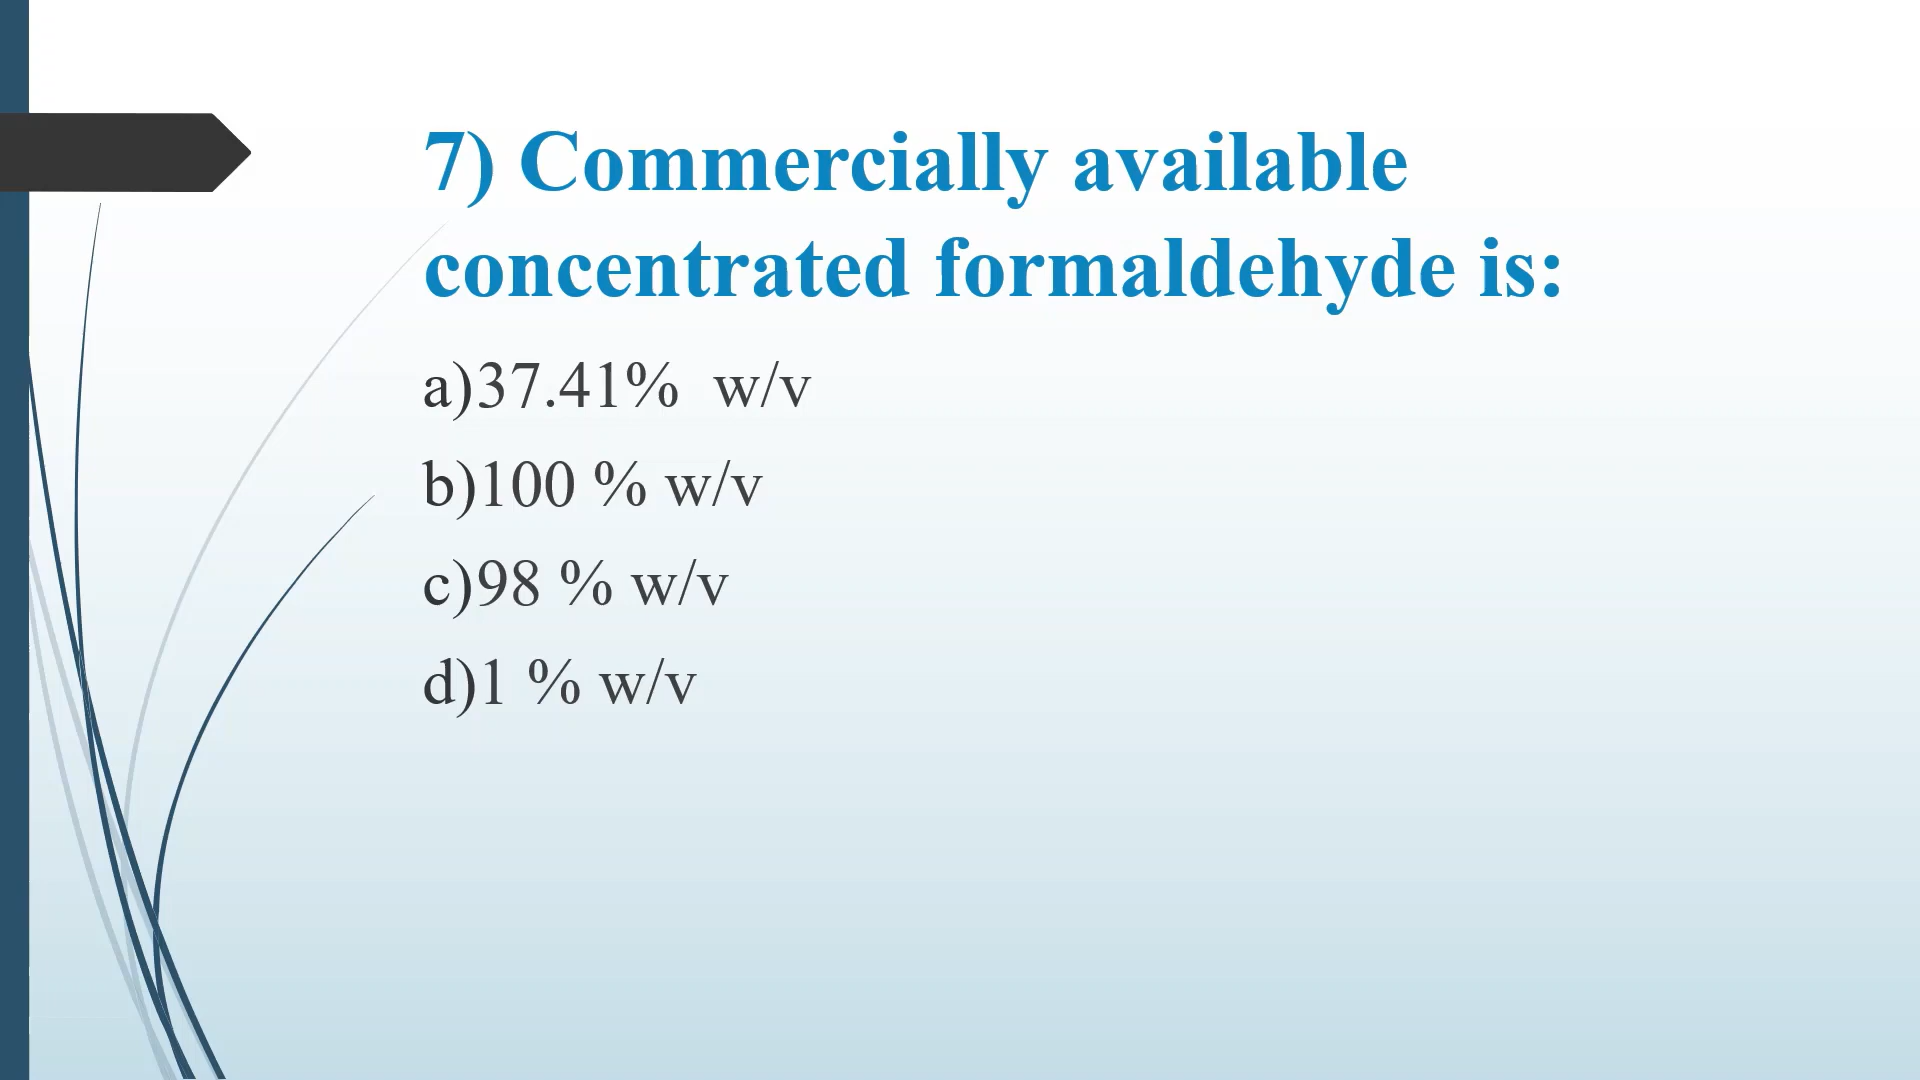 7) Commercially available
concentrated formaldehyde is:
a)37.41%  w/v
b)100 % w/v
c)98 % w/v
d)1 % w/v